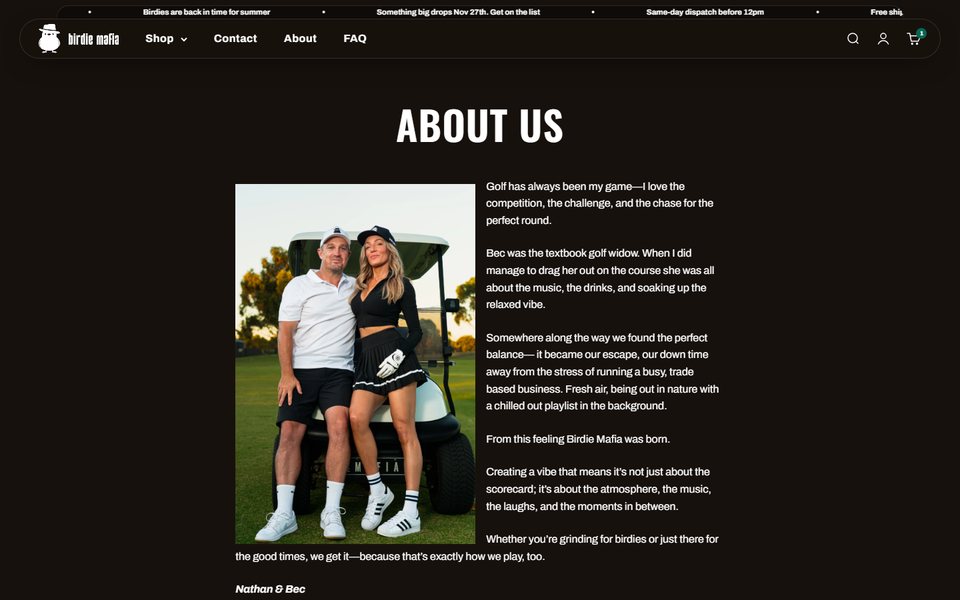 Birdies are back in time for summer
Something big drops Nov 27th. Get on the list
Same-day dispatch before 12pm
Free
birdie mafia
Shop
Contact
About
FAQ
1
ABOUT US
Golf has always been my game—I love the
competition, the challenge, and the chase for the
perfect round.
Bec was the textbook golf widow. When I did
manage to drag her out on the course she was all
about the music, the drinks, and soaking up the
relaxed vibe.
Somewhere along the way we found the perfect
balance— it became our escape, our down time
away from the stress of running a busy, trade
based business. Fresh air, being out in nature with
a chilled out playlist in the background.
From this feeling Birdie Mafia was born.
Creating a vibe that means it's not just about the
scorecard; it's about the atmosphere, the music,
the laughs, and the moments in between.
Whether you're grinding for birdies or just there for
the good times, we get it—because that's exactly how we play, too.
Nathan & Bec
MAFIA